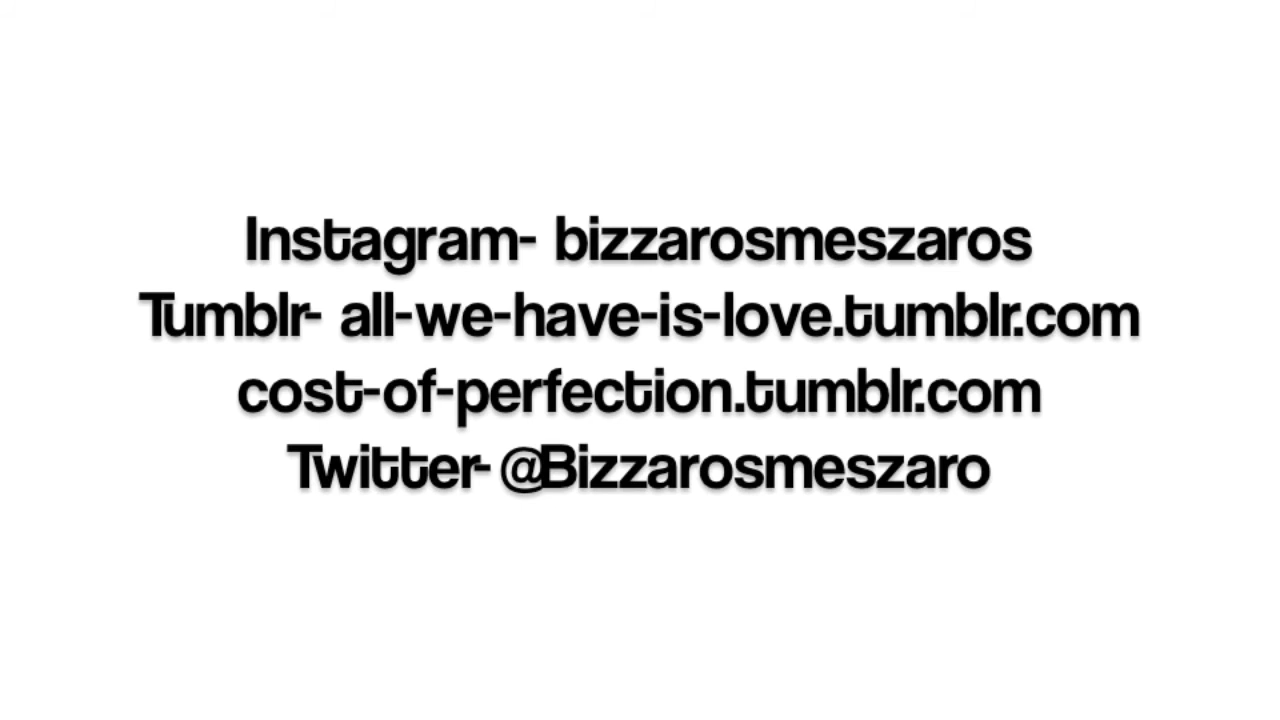 Instagram- bizzarosmeszaros
Tumblr- all-we-have-is-love.tumblr.com
cost-of-perfection.tumblr.com
Twitter- @Bizzarosmeszaro